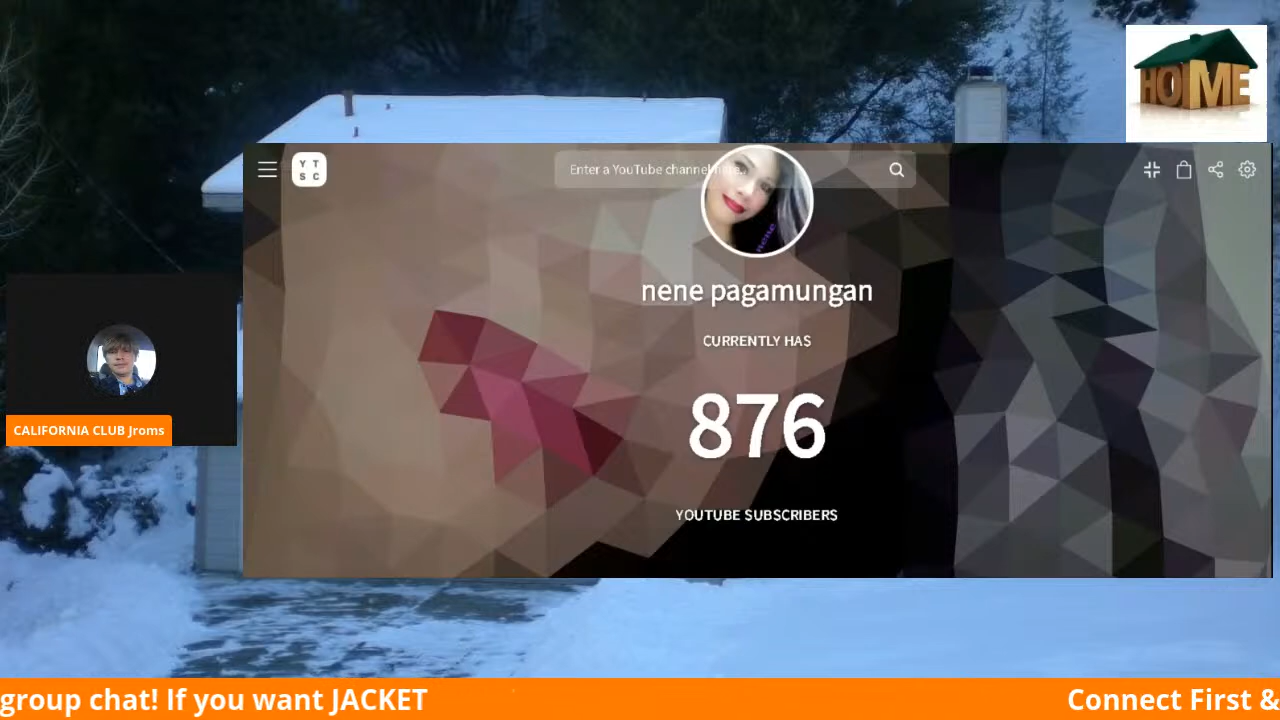 HOME
Y T
S C
Enter a YouTube channel
nene
nene pagamungan
CURRENTLY HAS
876
YOUTUBE SUBSCRIBERS
CALIFORNIA CLUB Jroms
group chat! If you want JACKET
Connect First &